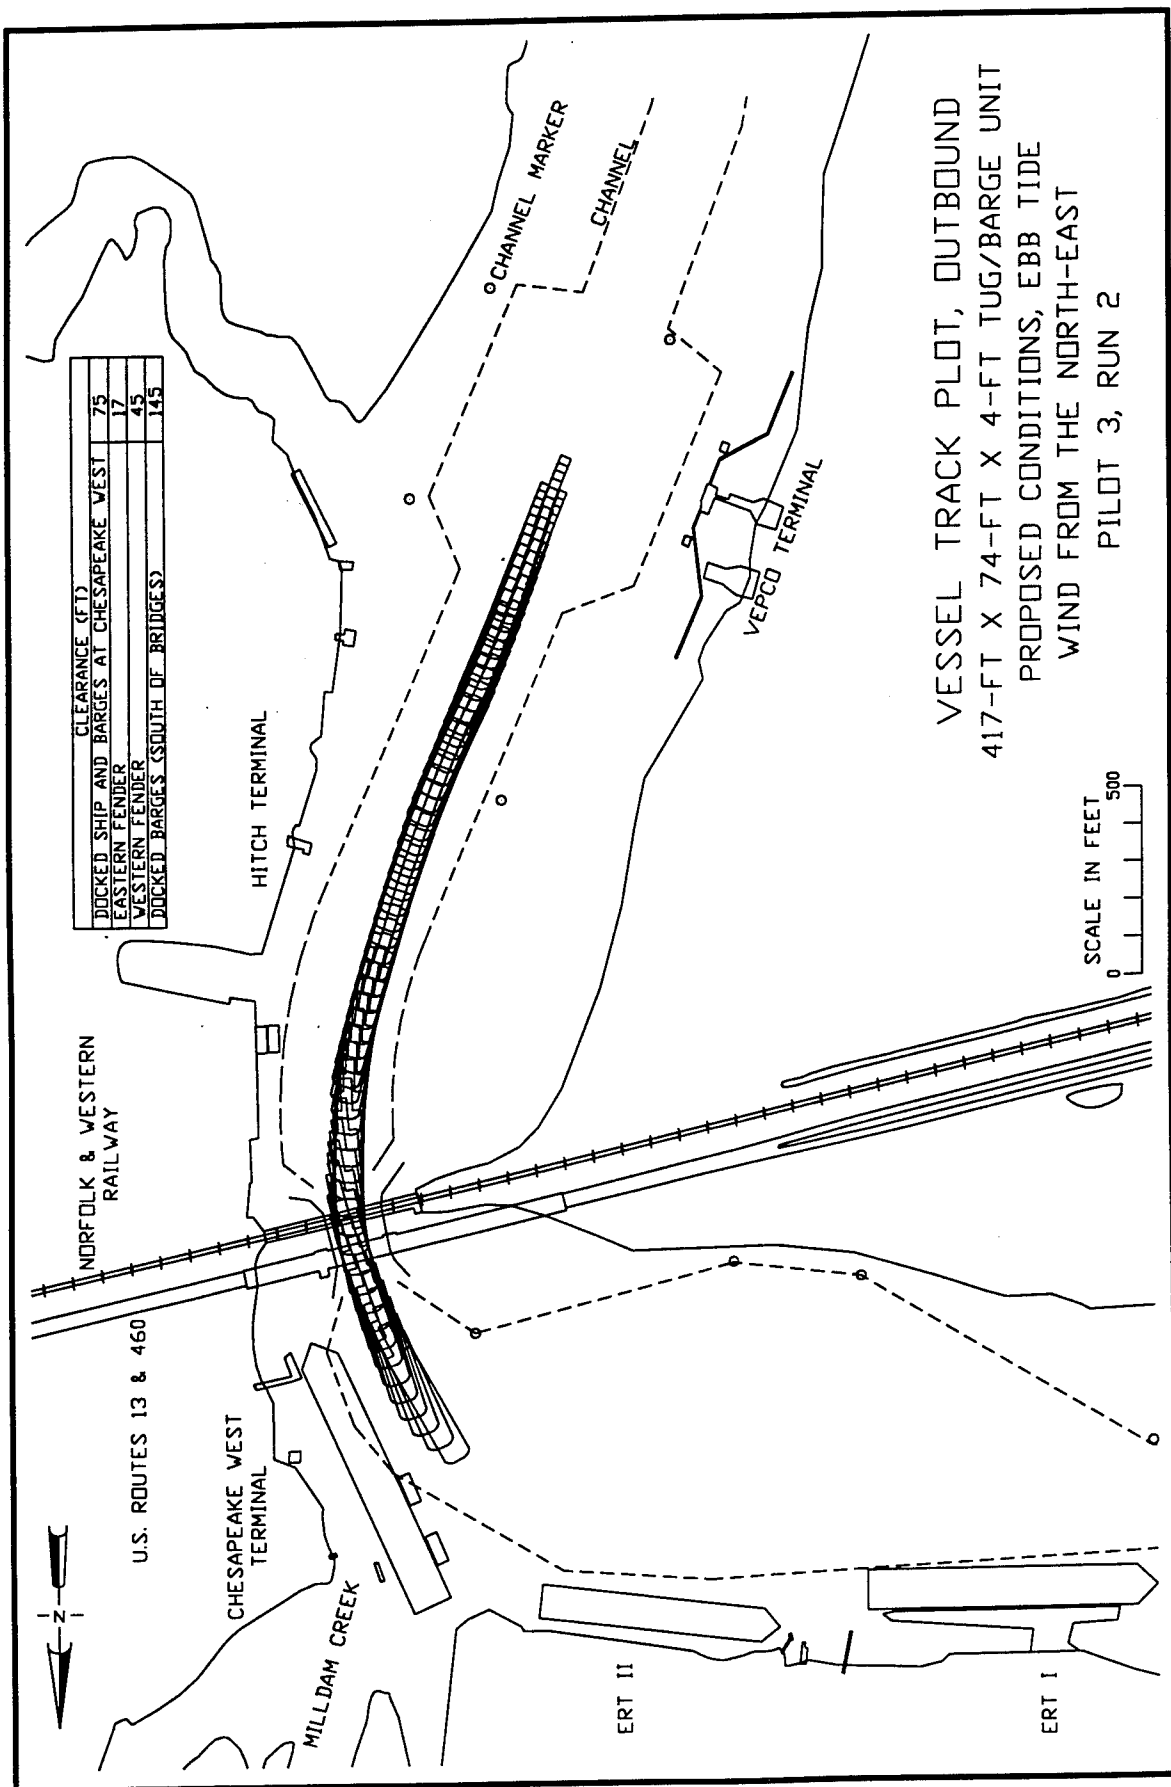 CLEARANCE (FT)
DOCKED SHIP AND BARGES AT CHESAPEAKE WEST 75
EASTERN FENDER 17
WESTERN FENDER 45
DOCKED BARGES (SOUTH OF BRIDGES) 145
N
U.S. ROUTES 13 & 460
NORFOLK & WESTERN
RAILWAY
HITCH TERMINAL
CHESAPEAKE WEST
TERMINAL
MILLDAM CREEK
CHANNEL MARKER
CHANNEL
VEPCO TERMINAL
ERT II
ERT I
SCALE IN FEET
0 500
VESSEL TRACK PLOT, OUTBOUND
417-FT X 74-FT X 4-FT TUG/BARGE UNIT
PROPOSED CONDITIONS, EBB TIDE
WIND FROM THE NORTH-EAST
PILOT 3, RUN 2